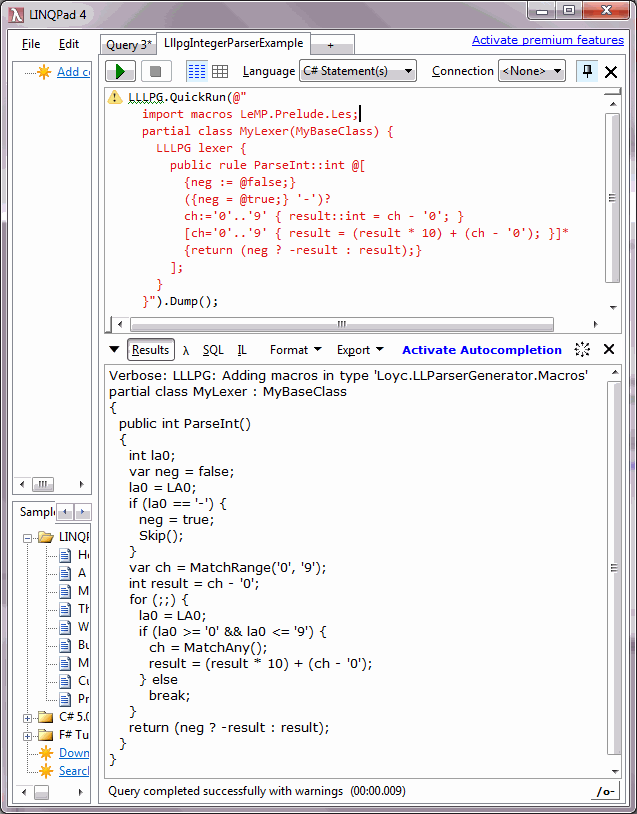 LINQPad 4
File Edit
Query 3* LllpgIntegerParserExample +
Activate premium features
Add
Language C# Statement(s) Connection <None>
LLLPG.QuickRun(@"
import macros LeMP.Prelude.Les;
partial class MyLexer(MyBaseClass) {
LLLPG lexer {
public rule ParseInt::int @[
{neg := @false;}
({neg = @true;} '-')?
ch:='0'..'9' { result::int = ch - '0'; }
[ch='0'..'9' { result = (result * 10) + (ch - '0'); }]*
{return (neg ? -result : result);}
];
}
}").Dump();
Results λ SQL IL Format Export Activate Autocompletion
Verbose: LLLPG: Adding macros in type 'Loyc.LLParserGenerator.Macros'
partial class MyLexer : MyBaseClass
{
public int ParseInt()
{
int la0;
var neg = false;
la0 = LA0;
if (la0 == '-') {
neg = true;
Skip();
}
var ch = MatchRange('0', '9');
int result = ch - '0';
for (;;) {
la0 = LA0;
if (la0 >= '0' && la0 <= '9') {
ch = MatchAny();
result = (result * 10) + (ch - '0');
} else
break;
}
return (neg ? -result : result);
}
}
Sampl
LINQP
A
C# 5.0
F# Tu
Down
Search
Query completed successfully with warnings (00:00.009)
/o-